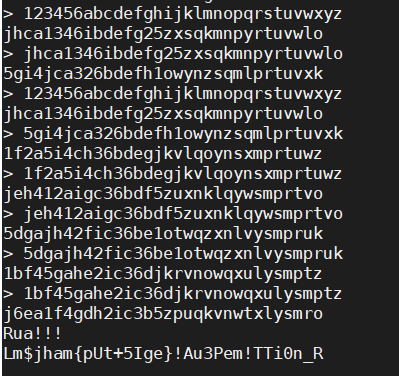 > 123456abcdefghijklmnopqrstuvwxyz
jhca1346ibdefg25zxsqkmnpyrtuvwlo
> jhca1346ibdefg25zxsqkmnpyrtuvwlo
5gi4jca326bdefh1owynzsqmlprtuvxk
> 123456abcdefghijklmnopqrstuvwxyz
jhca1346ibdefg25zxsqkmnpyrtuvwlo
> 5gi4jca326bdefh1owynzsqmlprtuvxk
1f2a5i4ch36bdegjkvlqoynsxmprtuwz
> 1f2a5i4ch36bdegjkvlqoynsxmprtuwz
jeh412aigc36bdf5zuxnklqywsmprtvo
> jeh412aigc36bdf5zuxnklqywsmprtvo
5dgajh42fic36be1otwqzxnlvysmpruk
> 5dgajh42fic36be1otwqzxnlvysmpruk
1bf45gahe2ic36djkrvnowqxulysmptz
> 1bf45gahe2ic36djkrvnowqxulysmptz
j6ea1f4gdh2ic3b5zpuqkvnwtxlysmro
Rua!!!
Lm$jham{pUt+5Ige}!Au3Pem!TTi0n_R